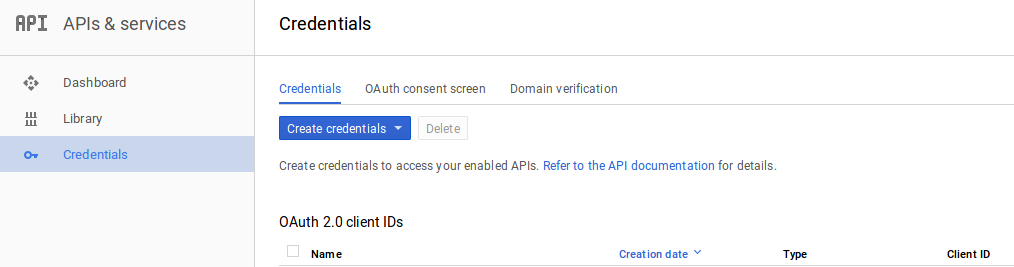 API APIs & services
Credentials
Dashboard
Library
Credentials
Credentials OAuth consent screen Domain verification
Create credentials Delete
Create credentials to access your enabled APIs. Refer to the API documentation for details.
OAuth 2.0 client IDs
Name Creation date Type Client ID